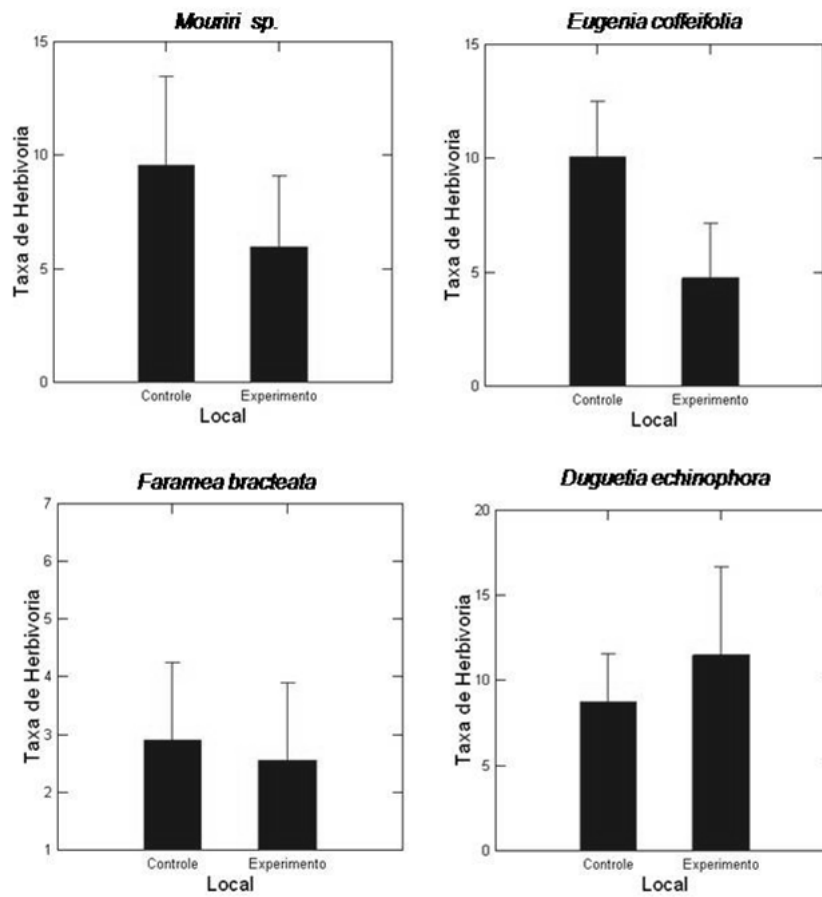 Mouriri sp.
Taxa de Herbivoria
15
10
5
0
Controle
Experimento
Local
Eugenia coffeifolia
Taxa de Herbivoria
15
10
5
0
Controle
Experimento
Local
Faramea bracteata
Taxa de Herbivoria
7
6
5
4
3
2
1
Controle
Experimento
Local
Duguetia echinophora
Taxa de Herbivoria
20
15
10
5
0
Controle
Experimento
Local